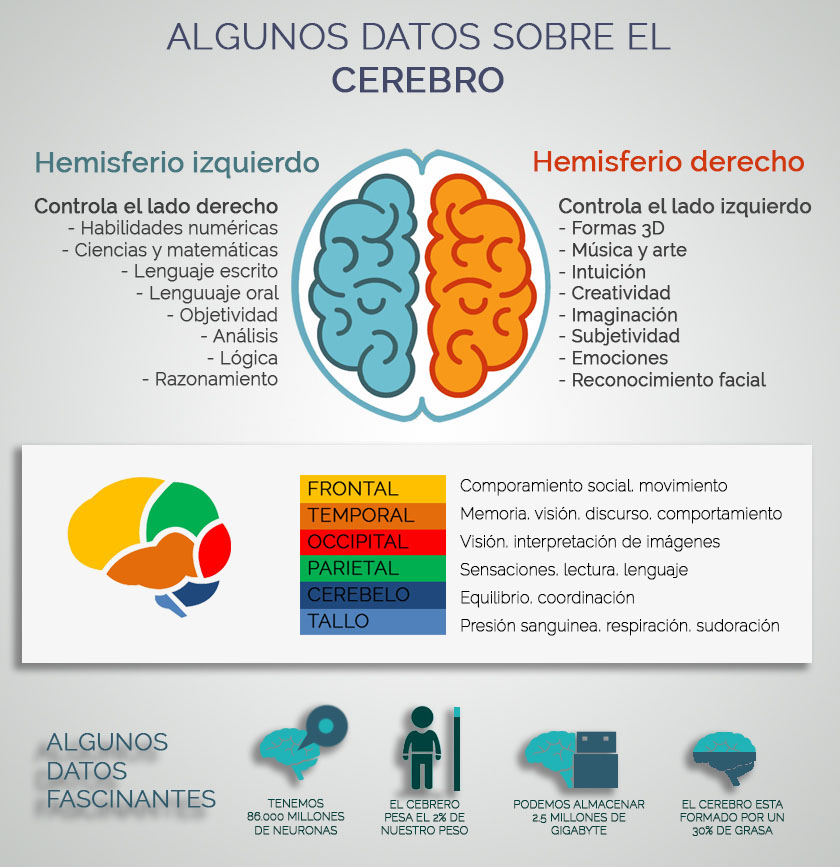 ALGUNOS DATOS SOBRE EL
CEREBRO
Hemisferio izquierdo
Controla el lado derecho
- Habilidades numéricas
- Ciencias y matemáticas
- Lenguaje escrito
- Lenguuaje oral
- Objetividad
- Análisis
- Lógica
- Razonamiento
Hemisferio derecho
Controla el lado izquierdo
- Formas 3D
- Música y arte
- Intuición
- Creatividad
- Imaginación
- Subjetividad
- Emociones
- Reconocimiento facial
FRONTAL Comporamiento social, movimiento
TEMPORAL Memoria, visión, discurso, comportamiento
OCCIPITAL Visión, interpretación de imágenes
PARIETAL Sensaciones, lectura, lenguaje
CEREBELO Equilibrio, coordinación
TALLO Presión sanguinea, respiración, sudoración
ALGUNOS
DATOS
FASCINANTES
TENEMOS
86.000 MILLONES
DE NEURONAS
EL CEBRERO
PESA EL 2% DE
NUESTRO PESO
PODEMOS ALMACENAR
2.5 MILLONES DE
GIGABYTE
EL CEREBRO ESTA
FORMADO POR UN
30% DE GRASA